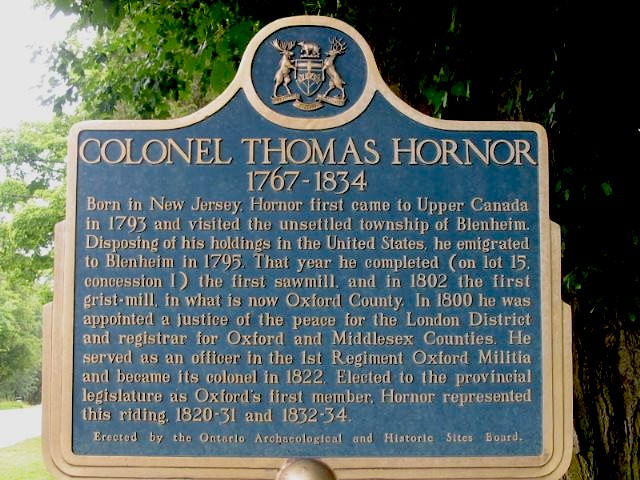 COLONEL THOMAS HORNOR
1767-1834
Born in New Jersey, Hornor first came to Upper Canada
in 1793 and visited the unsettled township of Blenheim.
Disposing of his holdings in the United States, he emigrated
to Blenheim in 1795. That year he completed (on lot 15,
concession 1) the first sawmill, and in 1802 the first
grist-mill, in what is now Oxford County. In 1800 he was
appointed a justice of the peace for the London District
and registrar for Oxford and Middlesex Counties. He
served as an officer in the 1st Regiment Oxford Militia
and became its colonel in 1822. Elected to the provincial
legislature as Oxford's first member, Hornor represented
this riding, 1820-31 and 1832-34.
Erected by the Ontario Archaeological and Historic Sites Board.